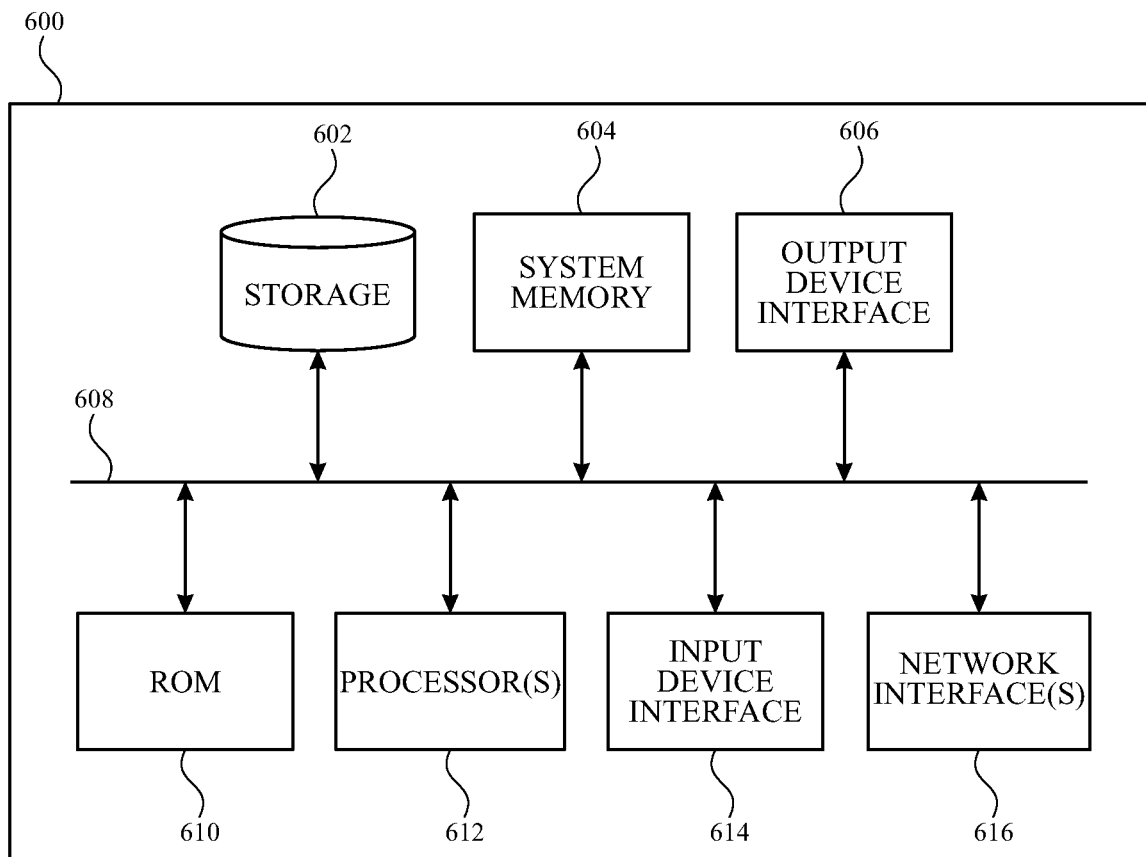 600
602
604
606
STORAGE
SYSTEM
MEMORY
OUTPUT
DEVICE
INTERFACE
608
ROM
PROCESSOR(S)
INPUT
DEVICE
INTERFACE
NETWORK
INTERFACE(S)
610
612
614
616